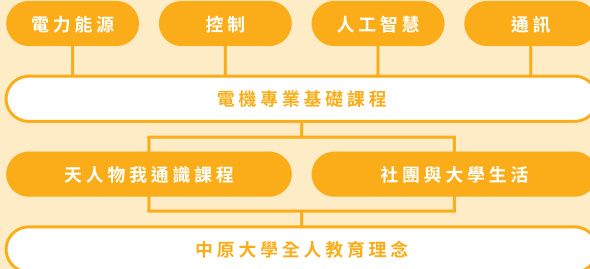 電力能源 控制 人工智慧 通訊
電機專業基礎課程
天人物我通識課程 社團與大學生活
中原大學全人教育理念